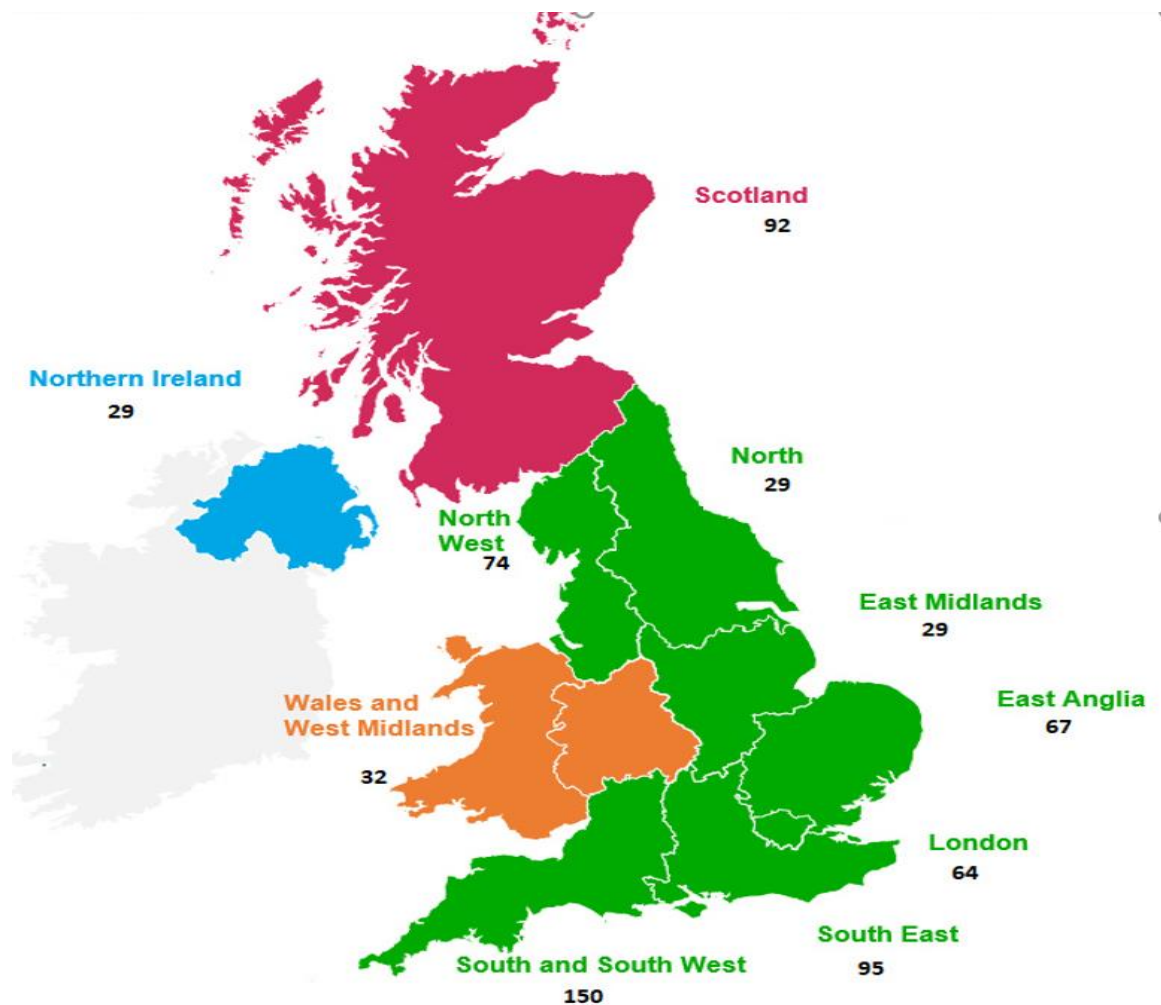 Scotland
92
Northern Ireland
29
North
29
North
West
74
East Midlands
29
East Anglia
67
Wales and
West Midlands
32
London
64
South East
95
South and South West
150